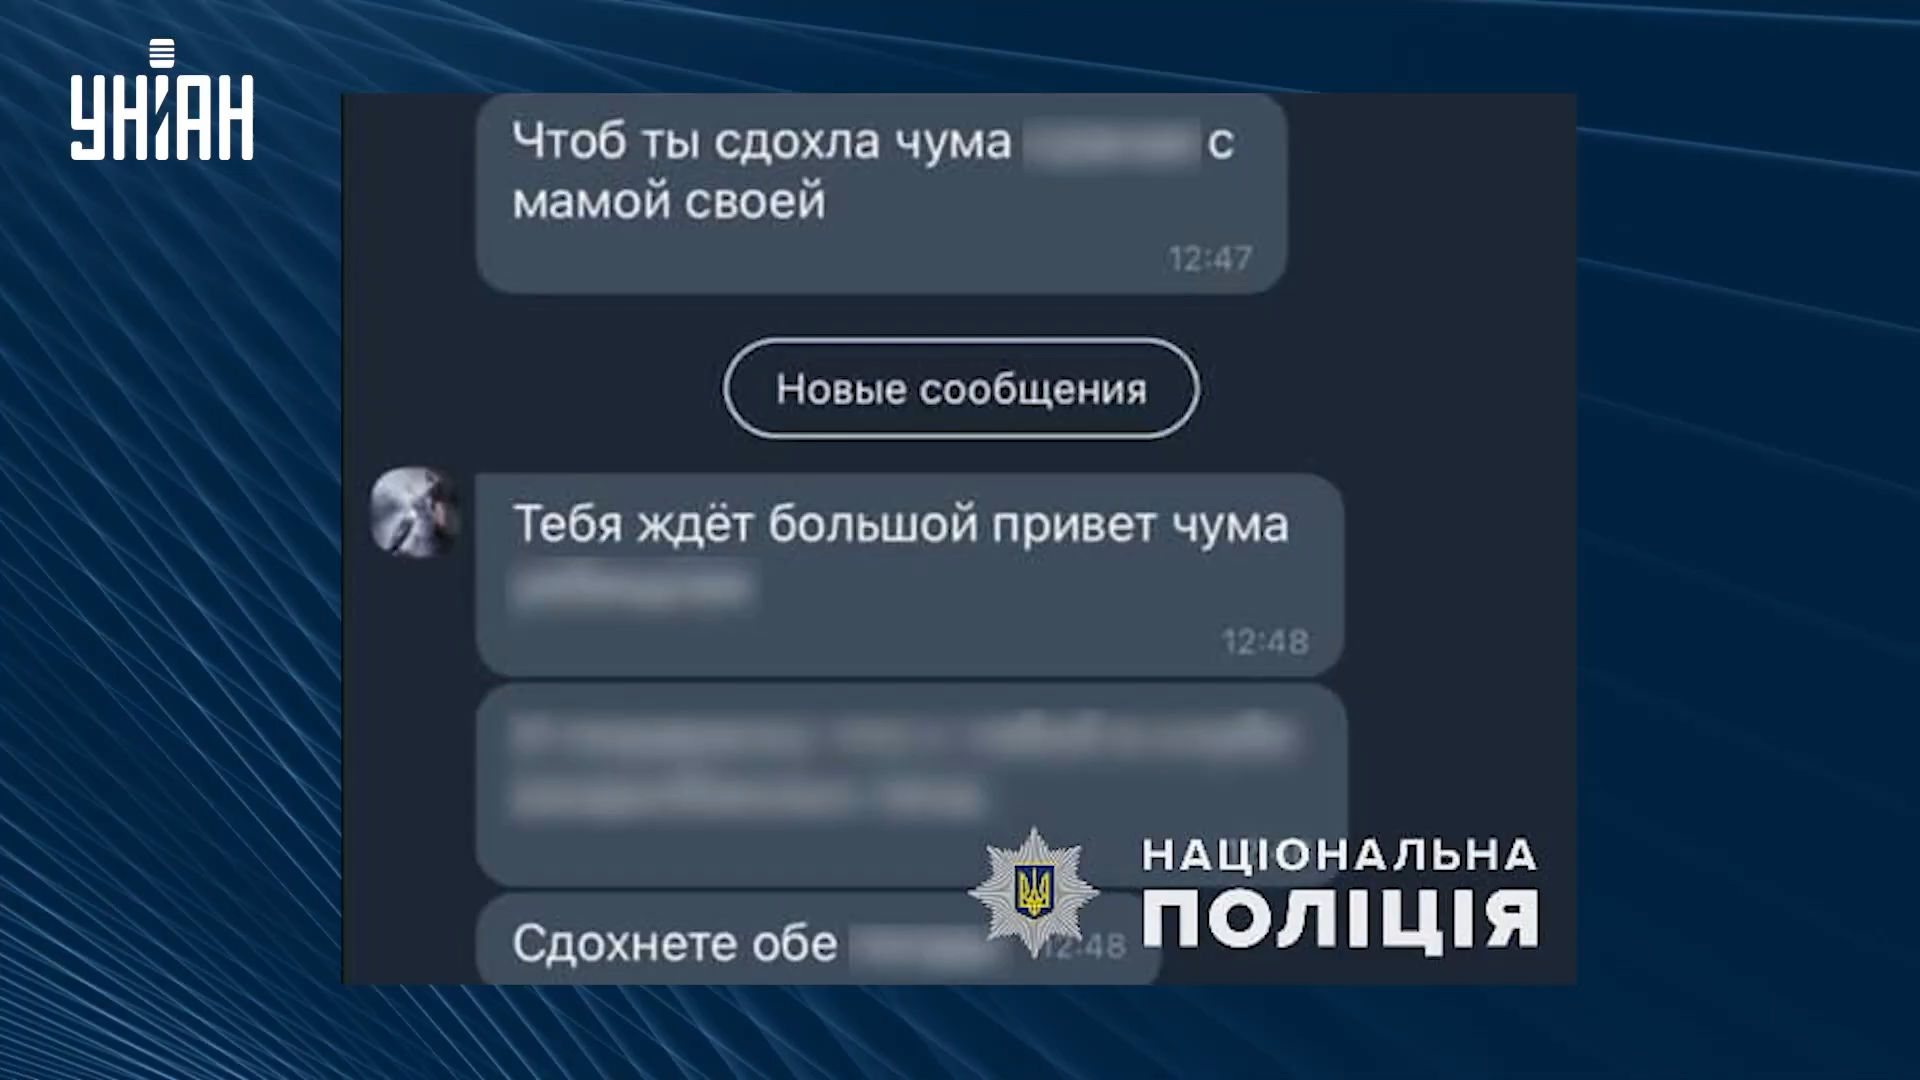 УНІАН
Чтоб ты сдохла чума с
мамой своей
12:47
Новые сообщения
Тебя ждёт большой привет чума
12:48
Сдохнете обе
12:48
НАЦІОНАЛЬНА
ПОЛІЦІЯ